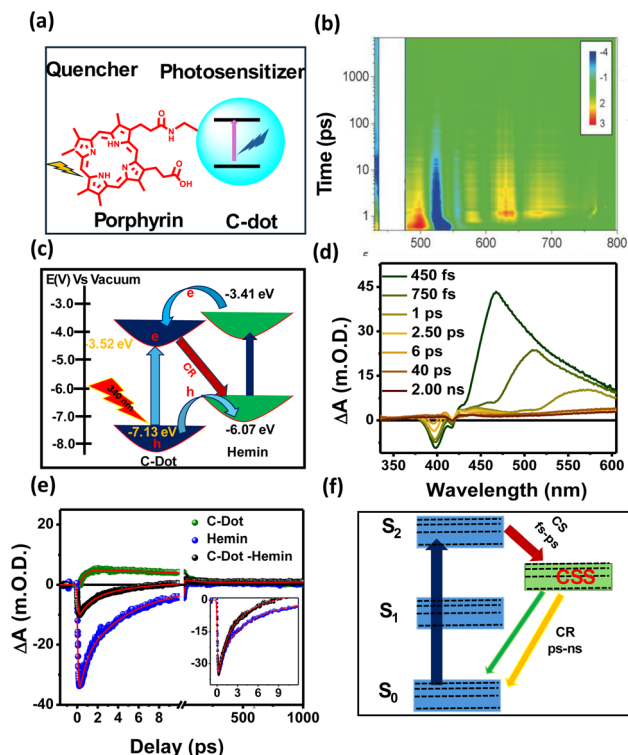 (a)
Quencher Photosensitizer
O
N
H
HN
N
N
NH
O
OH
Porphyrin C-dot
(b)
Time (ps)
1000
100
10
1
500 600 700 800
-4
-1
2
3
(c)
E(V) Vs Vacuum
-3.0
-4.0
-5.0
-6.0
-7.0
-8.0
e
-3.41 eV
-3.52 eV
e
CR
340 nm
h
-7.13 eV
-6.07 eV
h
C-Dot
Hemin
(d)
ΔA (m.O.D.)
45
30
15
0
350 400 450 500 550 600
Wavelength (nm)
450 fs
750 fs
1 ps
2.50 ps
6 ps
40 ps
2.00 ns
(e)
ΔA (m.O.D.)
20
0
-20
-40
C-Dot
Hemin
C-Dot -Hemin
0
-15
-30
0 3 6 9
0 2 4 6 8 500 1000
Delay (ps)
(f)
S2
CS
fs-ps
CSS
S1
CR
ps-ns
S0